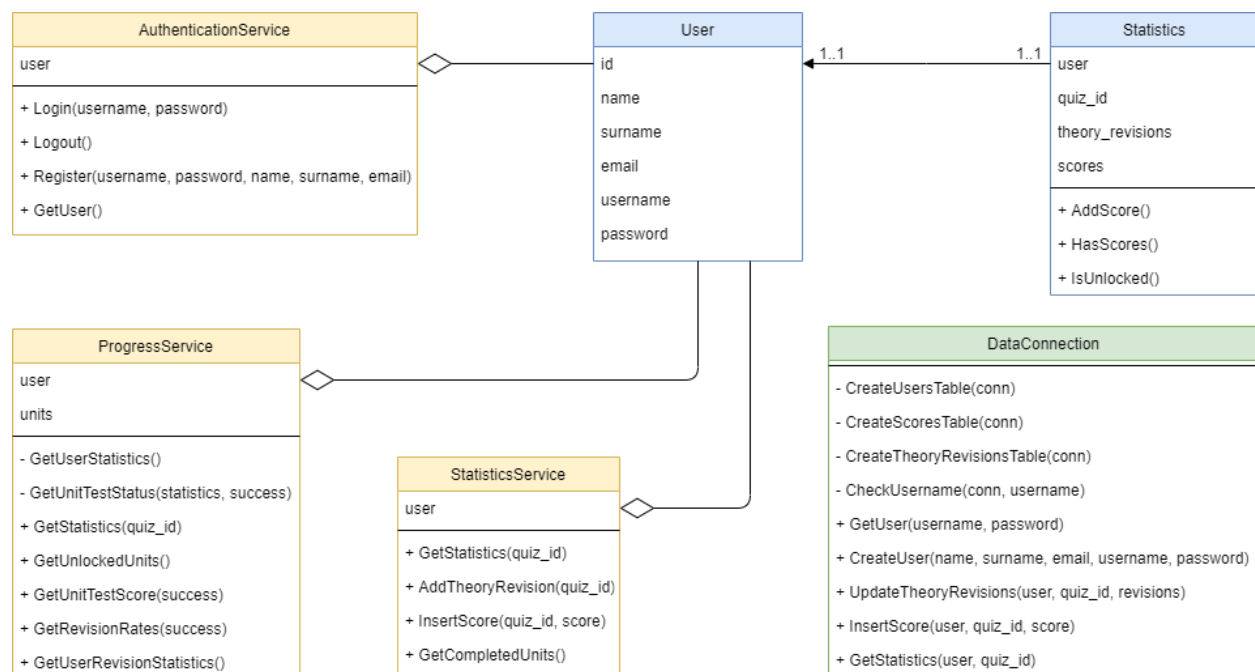 AuthenticationService
user
+ Login(username, password)
+ Logout()
+ Register(username, password, name, surname, email)
+ GetUser()
User
id
name
surname
email
username
password
1..1
1..1
Statistics
user
quiz_id
theory_revisions
scores
+ AddScore()
+ HasScores()
+ IsUnlocked()
ProgressService
user
units
- GetUserStatistics()
- GetUnitTestStatus(statistics, success)
+ GetStatistics(quiz_id)
+ GetUnlockedUnits()
+ GetUnitTestScore(success)
+ GetRevisionRates(success)
+ GetUserRevisionStatistics()
StatisticsService
user
+ GetStatistics(quiz_id)
+ AddTheoryRevision(quiz_id)
+ InsertScore(quiz_id, score)
+ GetCompletedUnits()
DataConnection
- CreateUsersTable(conn)
- CreateScoresTable(conn)
- CreateTheoryRevisionsTable(conn)
- CheckUsername(conn, username)
+ GetUser(username, password)
+ CreateUser(name, surname, email, username, password)
+ UpdateTheoryRevisions(user, quiz_id, revisions)
+ InsertScore(user, quiz_id, score)
+ GetStatistics(user, quiz_id)